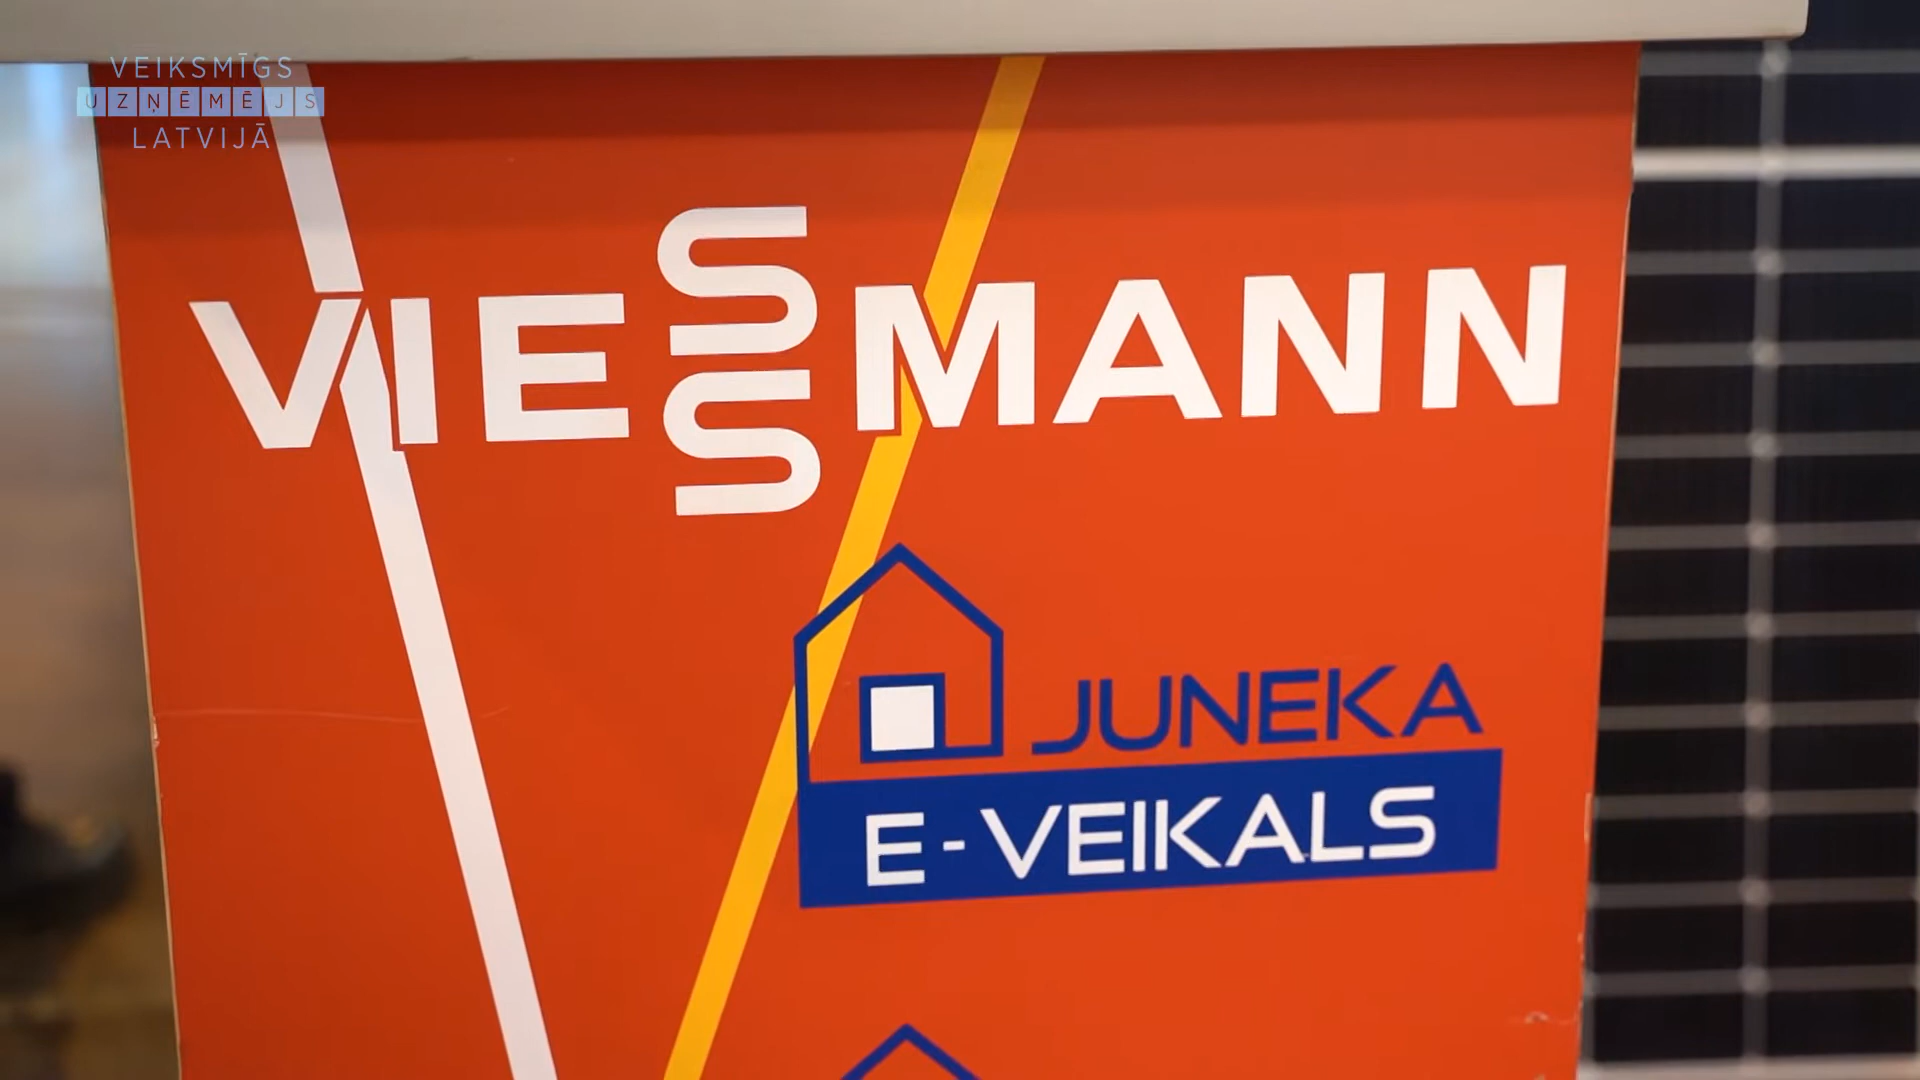 VEIKSMĪGS
UZŅĒMĒJS
LATVIJĀ
VIESSMANN
JUNEKA
E-VEIKALS